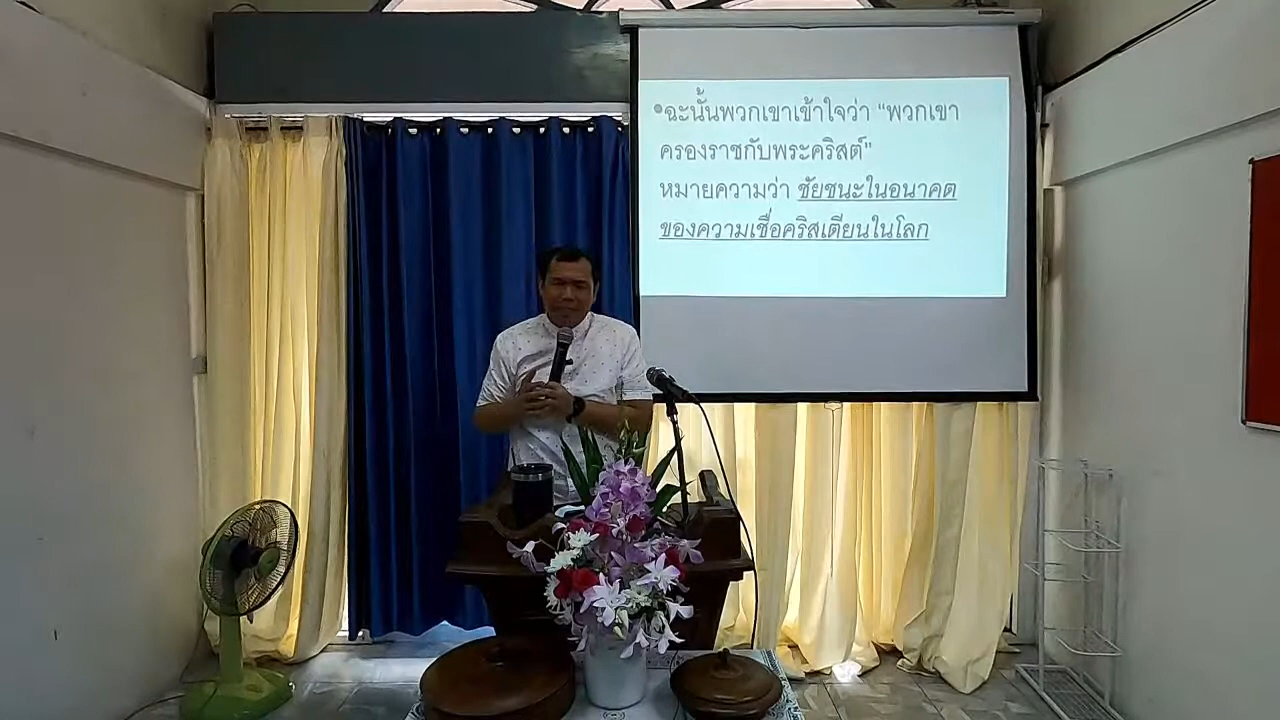 •ฉะนั้นพวกเขาเข้าใจว่า “พวกเขา
ครองราชกับพระคริสต์”
หมายความว่า ชัยชนะในอนาคต
ของความเชื่อคริสเตียนในโลก